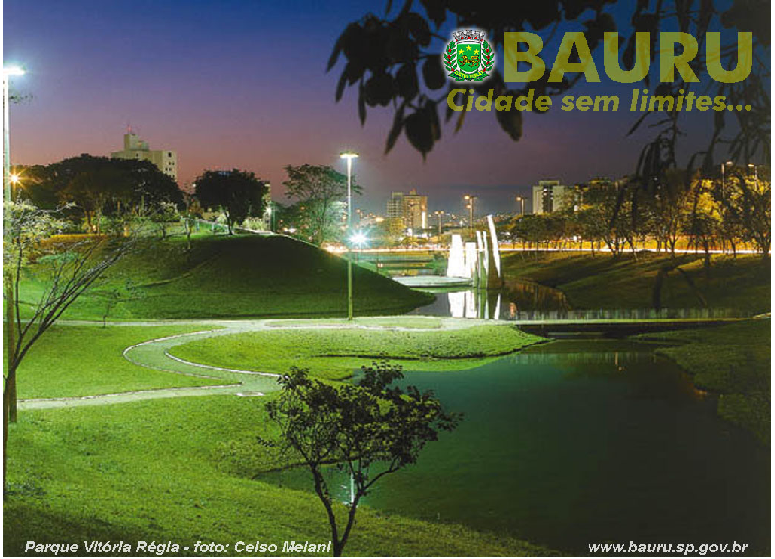 BAURU
Cidade sem limites...
Parque Vitória Régia - foto: Celso Melani
www.bauru.sp.gov.br